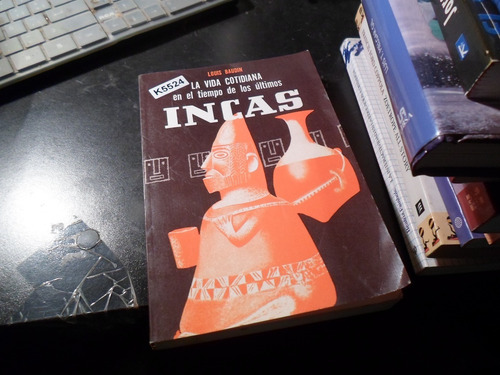 LOUIS BAUDIN
K5524
LA VIDA COTIDIANA
en el tiempo de los últimos
INCAS